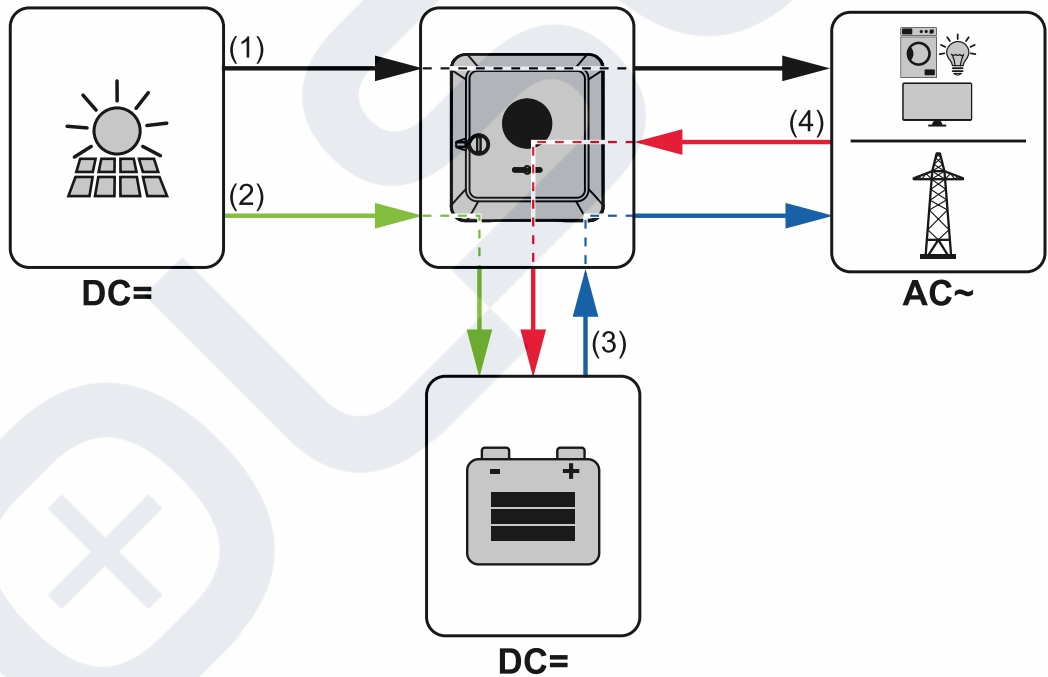 (1)
(4)
(2)
DC=
AC~
(3)
- +
DC=